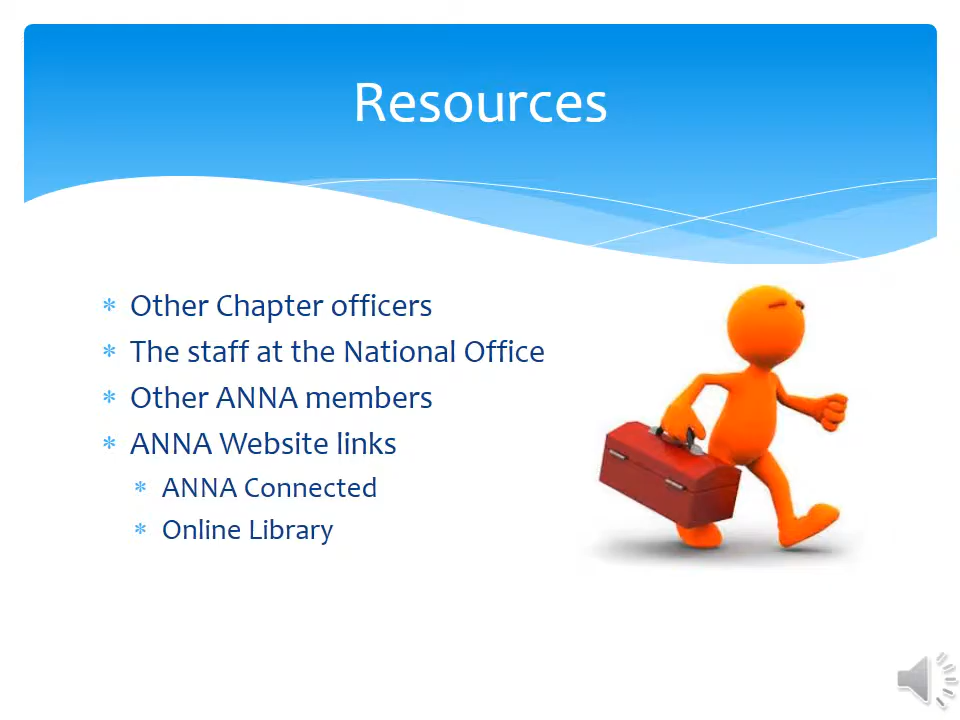 Resources
* Other Chapter officers
* The staff at the National Office
* Other ANNA members
* ANNA Website links
* ANNA Connected
* Online Library